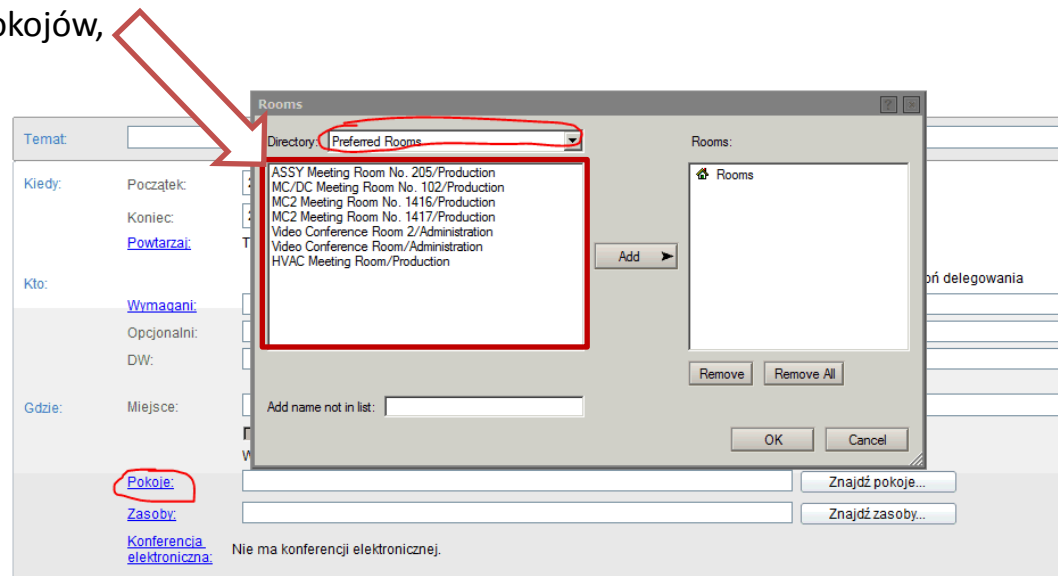 okojów,
Rooms
Temat:
Directory: Preferred Rooms
Rooms:
Kiedy:
Początek:
Koniec:
Powtarzaj:
ASSY Meeting Room No. 205/Production
MC/DC Meeting Room No. 102/Production
MC2 Meeting Room No. 1416/Production
MC2 Meeting Room No. 1417/Production
Video Conference Room 2/Administration
Video Conference Room/Administration
HVAC Meeting Room/Production
Add
Rooms
Kto:
Wymagani:
Opcjonalni:
DW:
oń delegowania
Remove Remove All
Gdzie:
Miejsce:
Add name not in list:
OK Cancel
Pokoje:
Znajdź pokoje...
Zasoby:
Znajdź zasoby...
Konferencja
elektroniczna:
Nie ma konferencji elektronicznej.